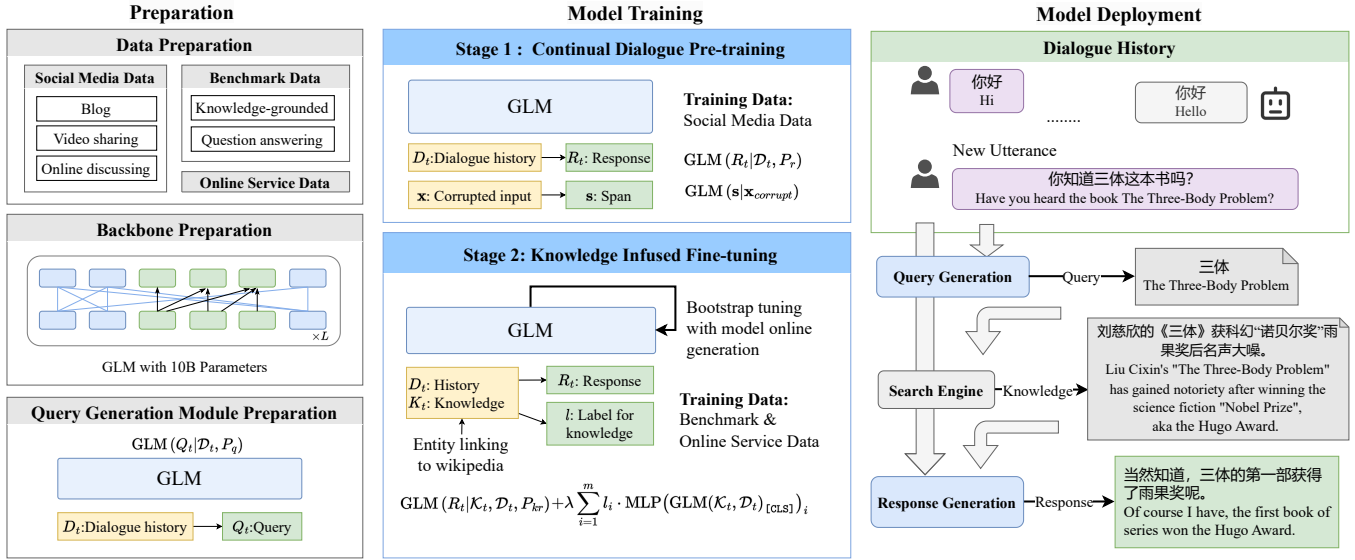 Preparation
Data Preparation
Social Media Data
Blog
Video sharing
Online discussing
Benchmark Data
Knowledge-grounded
Question answering
Online Service Data
Backbone Preparation
×L
GLM with 10B Parameters
Query Generation Module Preparation
GLM (Q_t|𝒟_t, P_q)
GLM
D_t:Dialogue history
Q_t:Query
Model Training
Stage 1 : Continual Dialogue Pre-training
GLM
Training Data:
Social Media Data
D_t:Dialogue history
R_t: Response
GLM (R_t|𝒟_t, P_r)
x: Corrupted input
s: Span
GLM (s|x_corrupt)
Stage 2: Knowledge Infused Fine-tuning
GLM
Bootstrap tuning
with model online
generation
D_t: History
K_t: Knowledge
R_t: Response
l: Label for
knowledge
Training Data:
Benchmark &
Online Service Data
Entity linking
to wikipedia
GLM (R_t|𝒦_t, 𝒟_t, P_kr)+λ∑_{i=1}^{m} l_i · MLP(GLM(𝒦_t, 𝒟_t)_[CLS])_i
Model Deployment
Dialogue History
你好
Hi
........
你好
Hello
New Utterance
你知道三体这本书吗?
Have you heard the book The Three-Body Problem?
Query Generation
Query
三体
The Three-Body Problem
Search Engine
Knowledge
刘慈欣的《三体》获科幻“诺贝尔奖”雨
果奖后名声大噪。
Liu Cixin's "The Three-Body Problem"
has gained notoriety after winning the
science fiction "Nobel Prize",
aka the Hugo Award.
Response Generation
Response
当然知道，三体的第一部获得
了雨果奖呢。
Of course I have, the first book of
series won the Hugo Award.